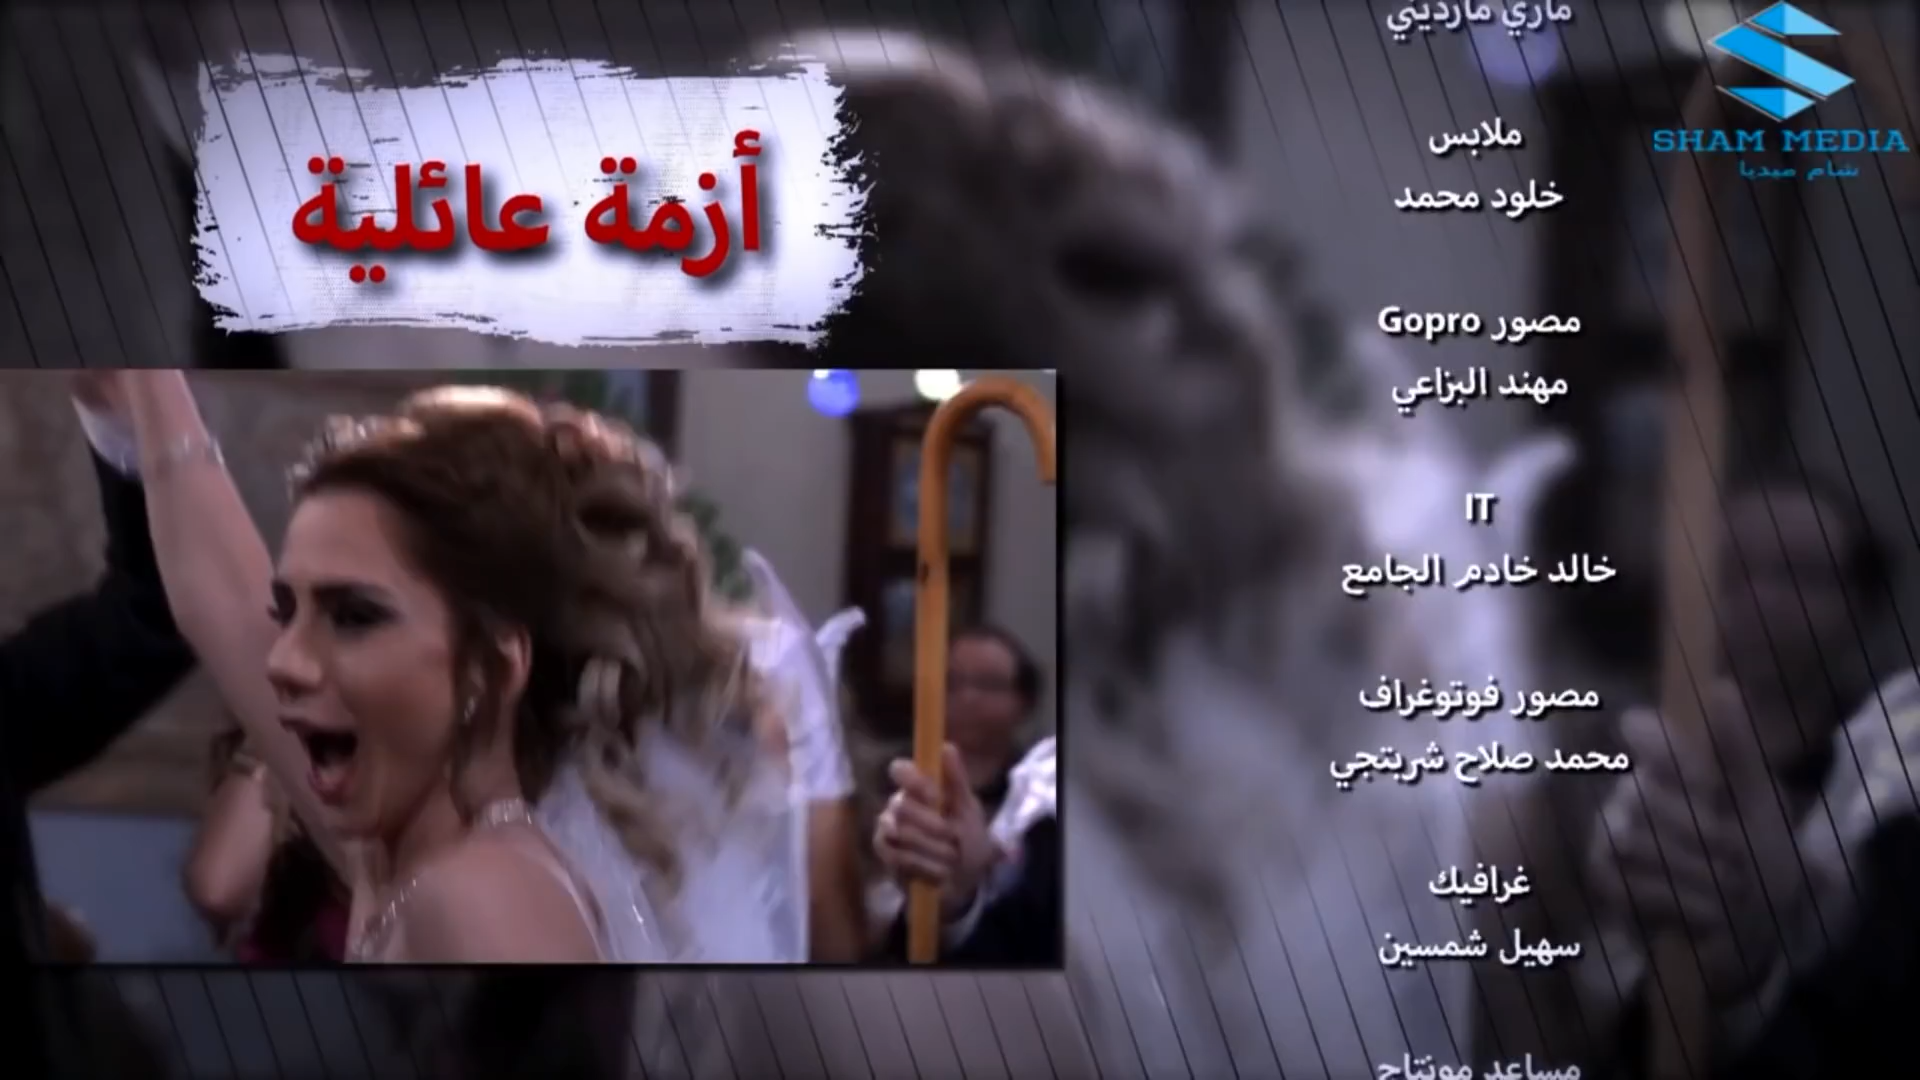 أزمة عائلية
ماري مارديني
ملابس
خلود محمد
مصور Gopro
مهند البزاعي
IT
خالد خادم الجامع
مصور فوتوغراف
محمد صلاح شربتجي
غرافيك
سهيل شمسين
مساعد مونتاج
SHAM MEDIA
شام ميديا